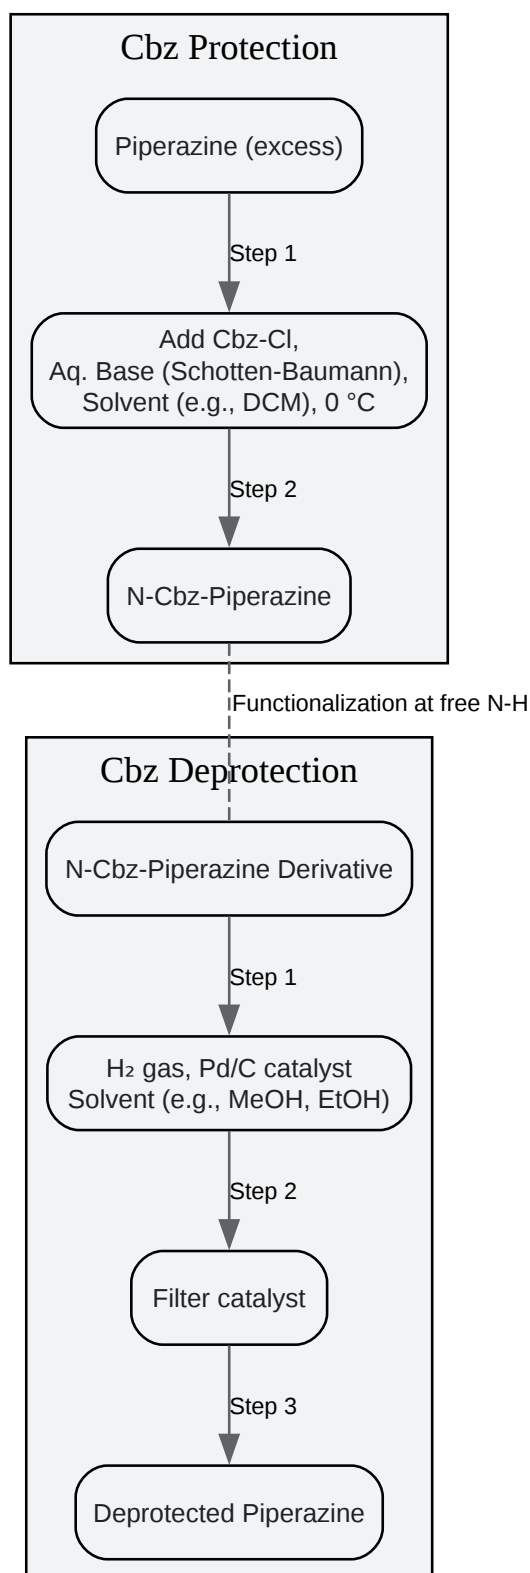 Cbz Protection
Piperazine (excess)
Step 1
Add Cbz-Cl,
Aq. Base (Schotten-Baumann),
Solvent (e.g., DCM), 0 °C
Step 2
N-Cbz-Piperazine
Functionalization at free N-H
Cbz Deprotection
N-Cbz-Piperazine Derivative
Step 1
H₂ gas, Pd/C catalyst
Solvent (e.g., MeOH, EtOH)
Step 2
Filter catalyst
Step 3
Deprotected Piperazine